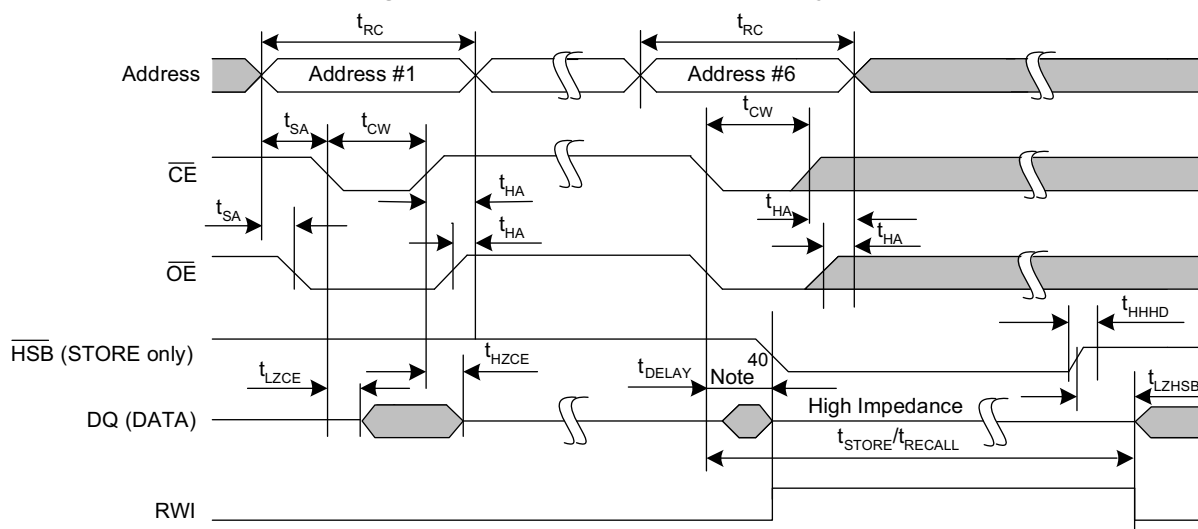 tRC
tRC
Address
Address #1
Address #6
tSA
tCW
tCW
CE
tHA
tHA
tSA
tHA
tHA
OE
tHHHD
HSB (STORE only)
tLZCE
tHZCE
tDELAY
Note 40
tLZHSB
DQ (DATA)
High Impedance
tSTORE/tRECALL
RWI